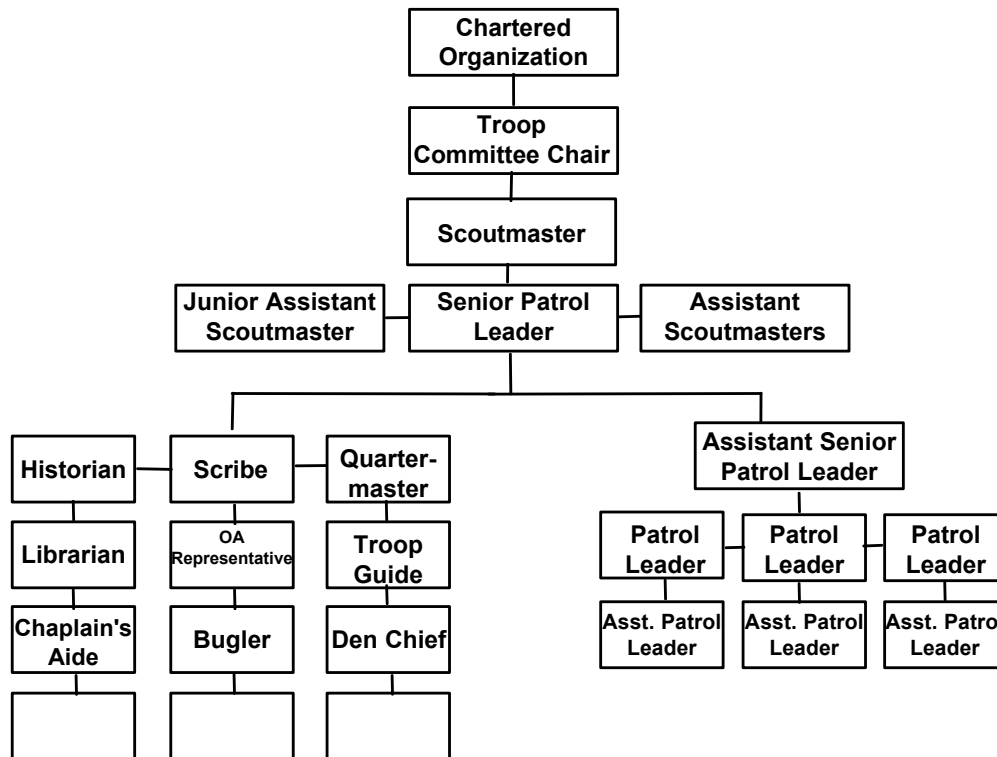 Chartered
Organization
Troop
Committee Chair
Scoutmaster
Junior Assistant
Scoutmaster
Senior Patrol
Leader
Assistant
Scoutmasters
Historian
Scribe
Quarter-
master
Assistant Senior
Patrol Leader
Librarian
OA
Representative
Troop
Guide
Patrol
Leader
Patrol
Leader
Patrol
Leader
Chaplain's
Aide
Bugler
Den Chief
Asst. Patrol
Leader
Asst. Patrol
Leader
Asst. Patrol
Leader